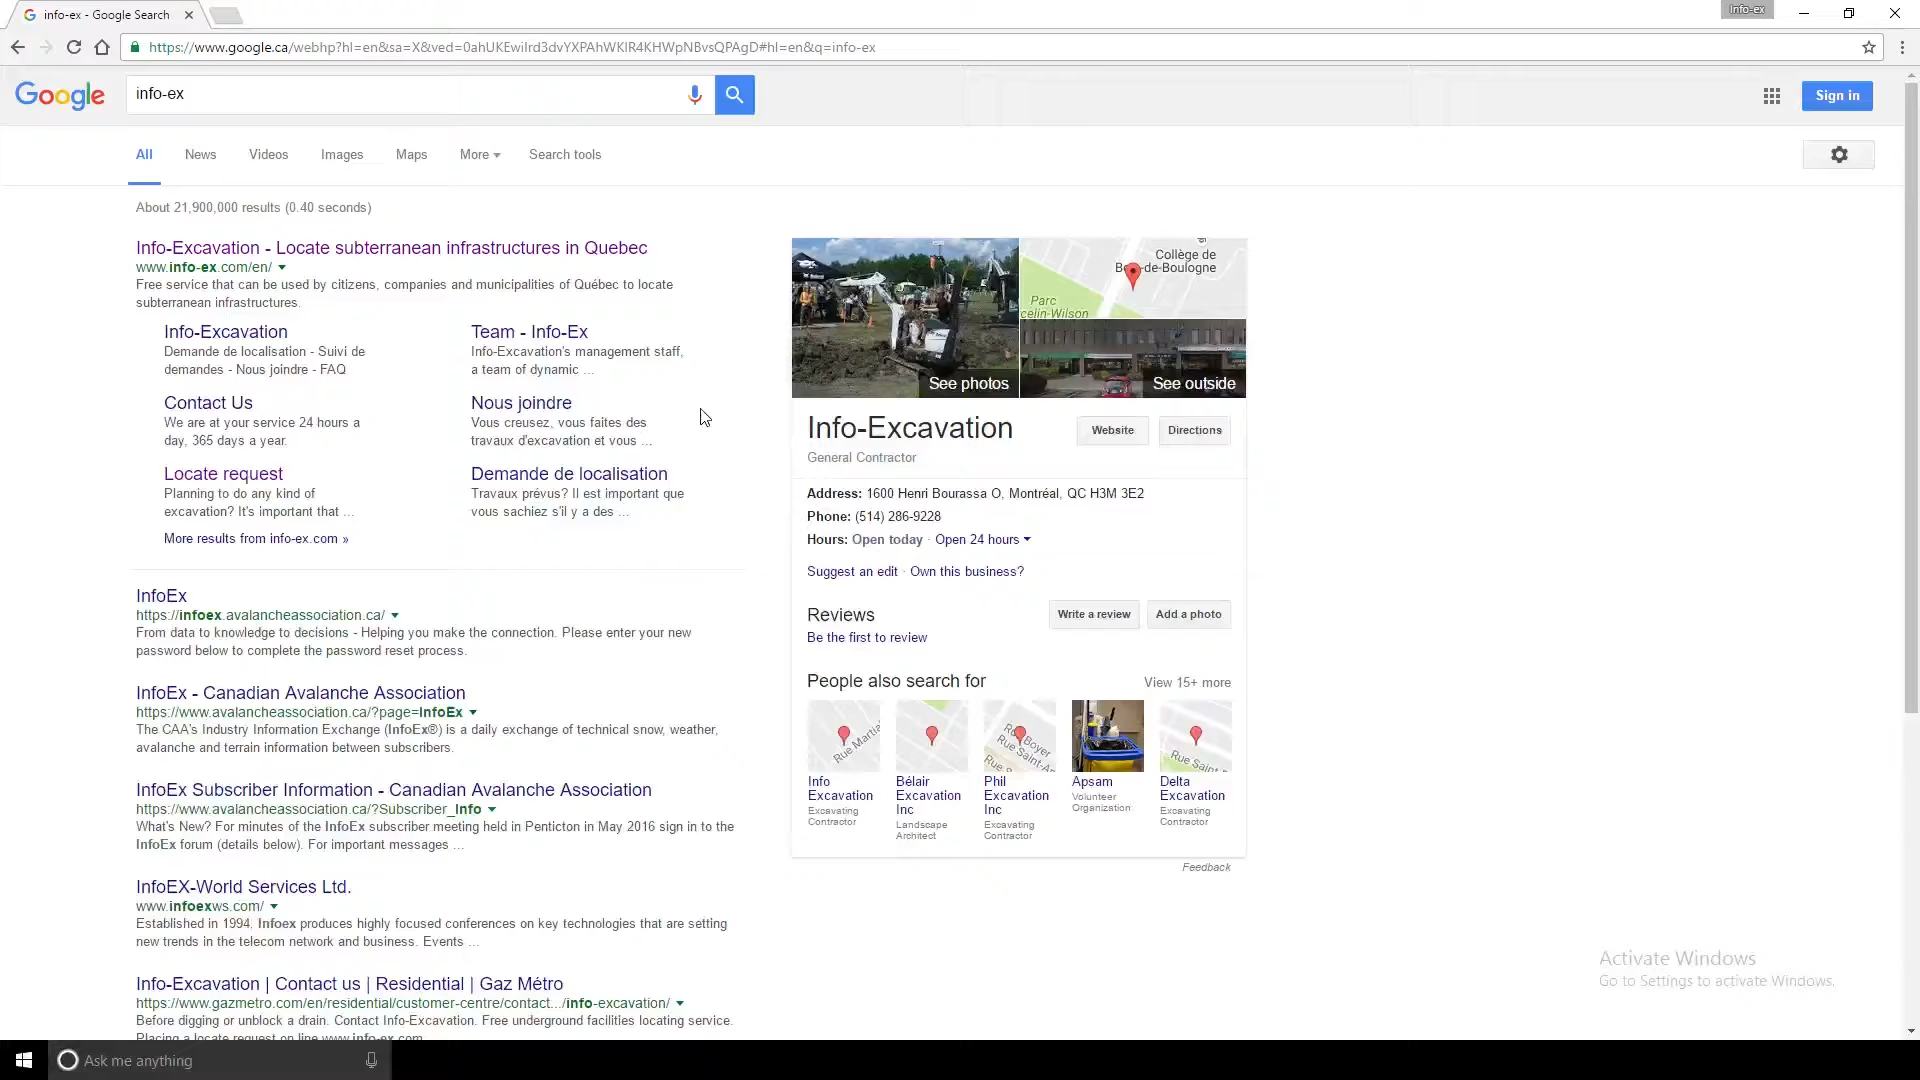 info-ex - Google Search
Info-ex
https://www.google.ca/webhp?hl=en&sa=X&ved=0ahUKEwiIrd3dvYXPAhWKlR4KHWpNBvsQPAgD#hl=en&q=info-ex
Google
info-ex
Sign in
All
News
Videos
Images
Maps
More
Search tools
About 21,900,000 results (0.40 seconds)
Info-Excavation - Locate subterranean infrastructures in Quebec
www.info-ex.com/en/
Free service that can be used by citizens, companies and municipalities of Québec to locate
subterranean infrastructures.
Info-Excavation
Demande de localisation - Suivi de
demandes - Nous joindre - FAQ
Team - Info-Ex
Info-Excavation's management staff,
a team of dynamic ...
Contact Us
We are at your service 24 hours a
day, 365 days a year.
Nous joindre
Vous creusez, vous faites des
travaux d'excavation et vous ...
Locate request
Planning to do any kind of
excavation? It's important that ...
Demande de localisation
Travaux prévus? Il est important que
vous sachiez s'il y a des ...
More results from info-ex.com »
InfoEx
https://infoex.avalancheassociation.ca/
From data to knowledge to decisions - Helping you make the connection. Please enter your new
password below to complete the password reset process.
InfoEx - Canadian Avalanche Association
https://www.avalancheassociation.ca/?page=InfoEx
The CAA's Industry Information Exchange (InfoEx®) is a daily exchange of technical snow, weather,
avalanche and terrain information between subscribers.
InfoEx Subscriber Information - Canadian Avalanche Association
https://www.avalancheassociation.ca/?Subscriber_Info
What's New? For minutes of the InfoEx subscriber meeting held in Penticton in May 2016 sign in to the
InfoEx forum (details below). For important messages ...
InfoEX-World Services Ltd.
www.infoexws.com/
Established in 1994, Infoex produces highly focused conferences on key technologies that are setting
new trends in the telecom network and business. Events ...
Info-Excavation | Contact us | Residential | Gaz Métro
https://www.gazmetro.com/en/residential/customer-centre/contact.../info-excavation/
Before digging or unblock a drain. Contact Info-Excavation. Free underground facilities locating service.
Placing a locate request on line www.info-ex.com
Collège de
de-Boulogne
Parc
celin-Wilson
See photos
See outside
Info-Excavation
Website
Directions
General Contractor
Address: 1600 Henri Bourassa O, Montréal, QC H3M 3E2
Phone: (514) 286-9228
Hours: Open today · Open 24 hours
Suggest an edit · Own this business?
Reviews
Write a review
Add a photo
Be the first to review
People also search for
View 15+ more
Rue Martial
Rue Boyer
Rue Saint-
Rue Saint-
Info
Excavation
Excavating
Contractor
Bélair
Excavation
Inc
Landscape
Architect
Phil
Excavation
Inc
Excavating
Contractor
Apsam
Volunteer
Organization
Delta
Excavation
Excavating
Contractor
Feedback
Activate Windows
Go to Settings to activate Windows.
Ask me anything